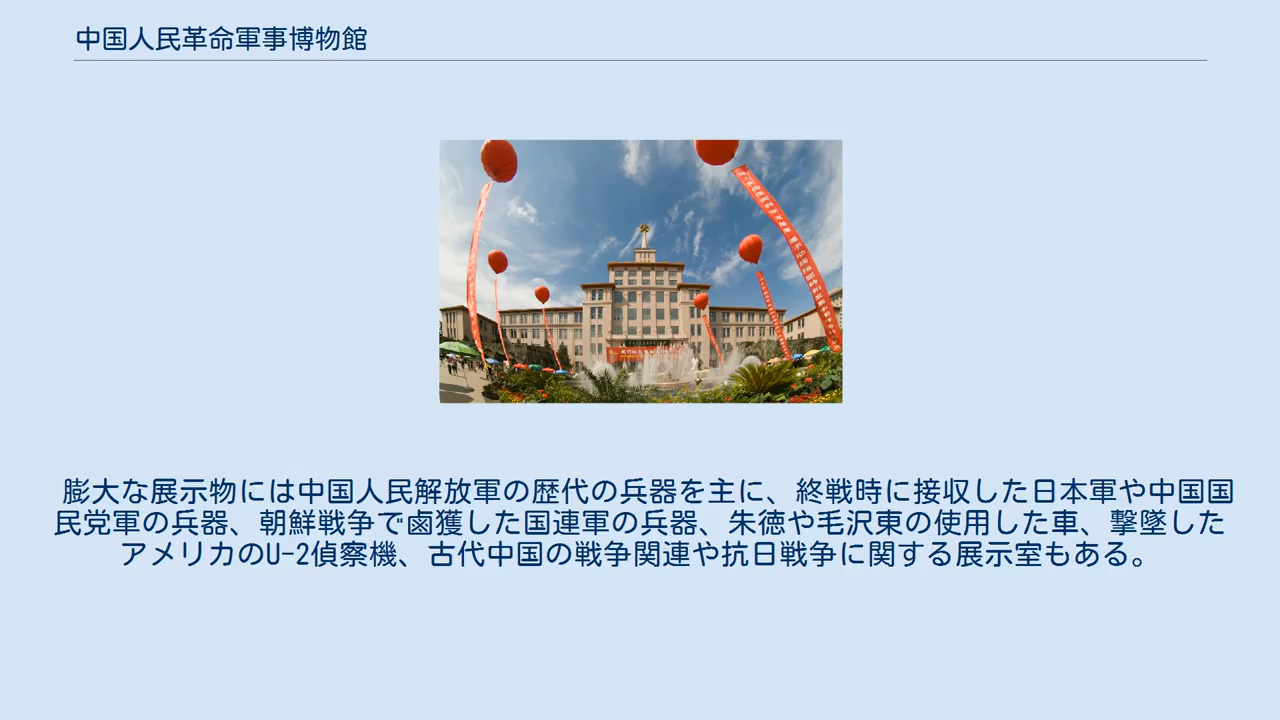 中国人民革命軍事博物館
膨大な展示物には中国人民解放軍の歴代の兵器を主に、終戦時に接収した日本軍や中国国
民党軍の兵器、朝鮮戦争で鹵獲した国連軍の兵器、朱徳や毛沢東の使用した車、撃墜した
アメリカのU-2偵察機、古代中国の戦争関連や抗日戦争に関する展示室もある。